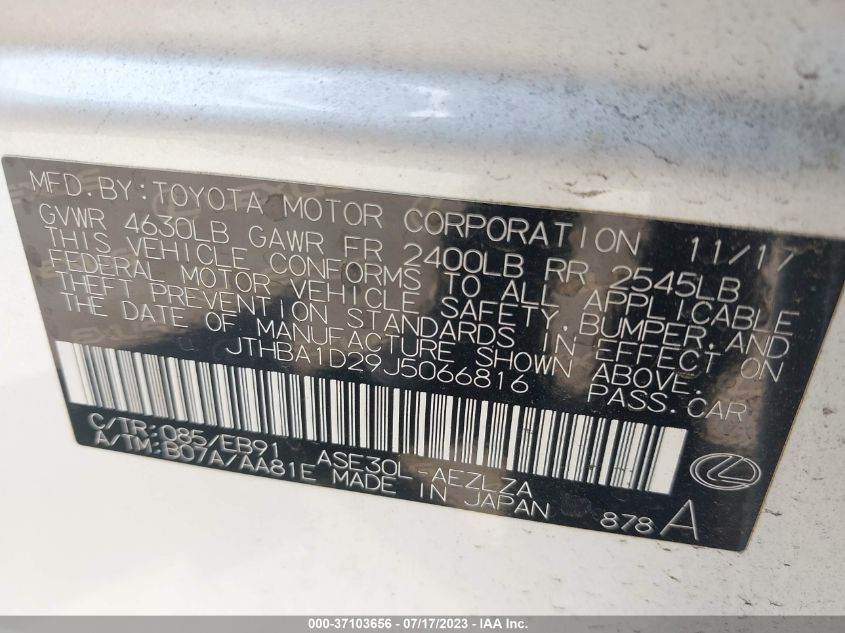 MFD. BY: TOYOTA MOTOR CORPORATION 11/17
GVWR 4630LB GAWR FR 2400LB RR 2545LB
THIS VEHICLE CONFORMS TO ALL APPLICABLE
FEDERAL MOTOR VEHICLE SAFETY, BUMPER, AND
THEFT PREVENTION STANDARDS IN EFFECT ON
THE DATE OF MANUFACTURE SHOWN ABOVE.
JTHBA1D29J5066816 PASS. CAR
C/TR: 085/EB91 ASE30L-AEZLZA
A/TM: B07A/AA81E MADE IN JAPAN 878A
000-37103656 - 07/17/2023 - IAA Inc.